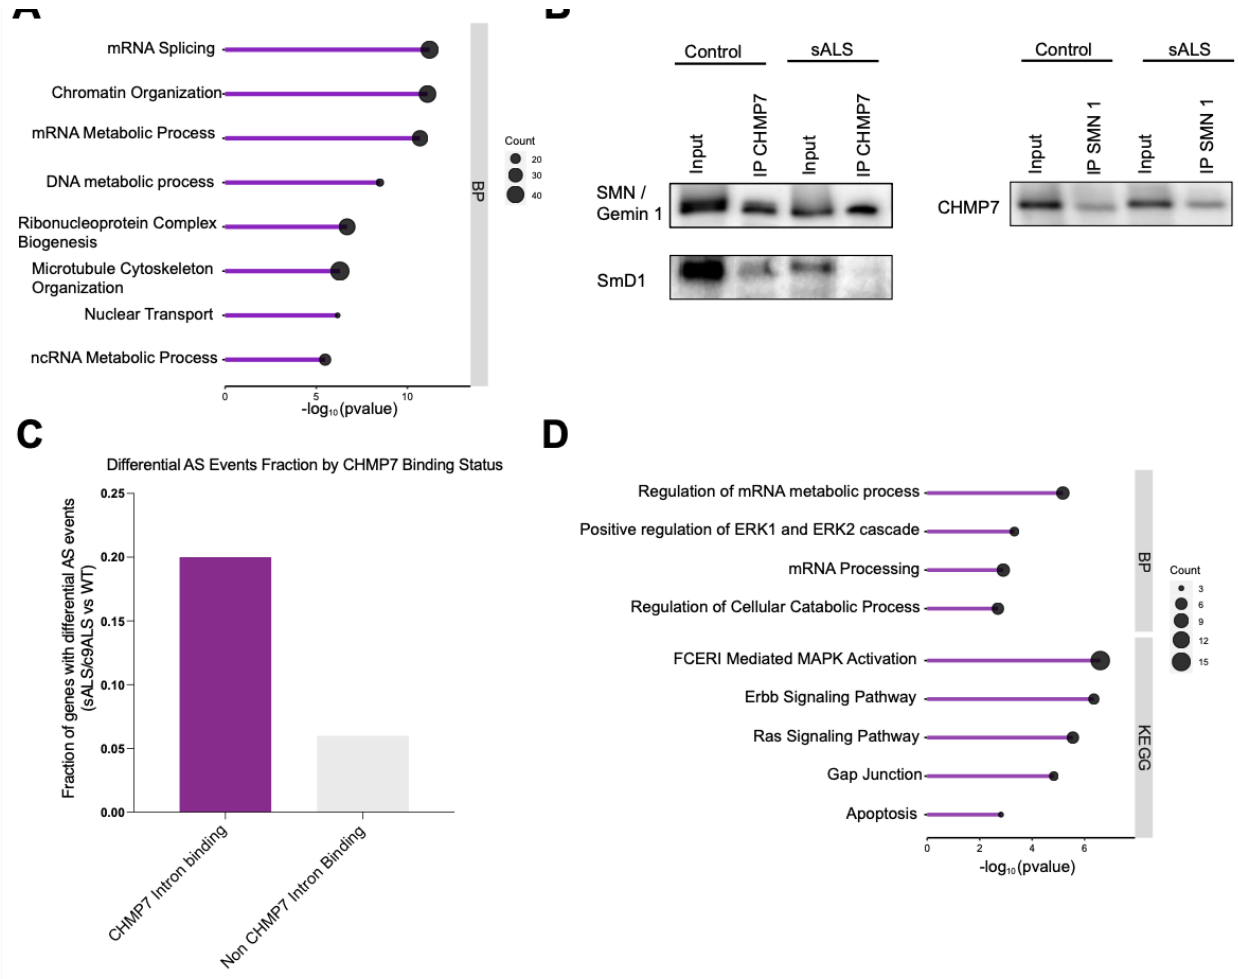 A
mRNA Splicing
Chromatin Organization
mRNA Metabolic Process
DNA metabolic process
Ribonucleoprotein Complex
Biogenesis
Microtubule Cytoskeleton
Organization
Nuclear Transport
ncRNA Metabolic Process
0 5 10
-log10(pvalue)
BP
Count
20
30
40
B
Control sALS
Input IP CHMP7 Input IP CHMP7
SMN /
Gemin 1
SmD1
Control sALS
Input IP SMN 1 Input IP SMN 1
CHMP7
C
Differential AS Events Fraction by CHMP7 Binding Status
Fraction of genes with differential AS events
(sALS/c9ALS vs WT)
0.25
0.20
0.15
0.10
0.05
0.00
CHMP7 Intron binding
Non CHMP7 Intron Binding
D
Regulation of mRNA metabolic process
Positive regulation of ERK1 and ERK2 cascade
mRNA Processing
Regulation of Cellular Catabolic Process
FCERI Mediated MAPK Activation
Erbb Signaling Pathway
Ras Signaling Pathway
Gap Junction
Apoptosis
0 2 4 6
-log10(pvalue)
BP
KEGG
Count
3
6
9
12
15